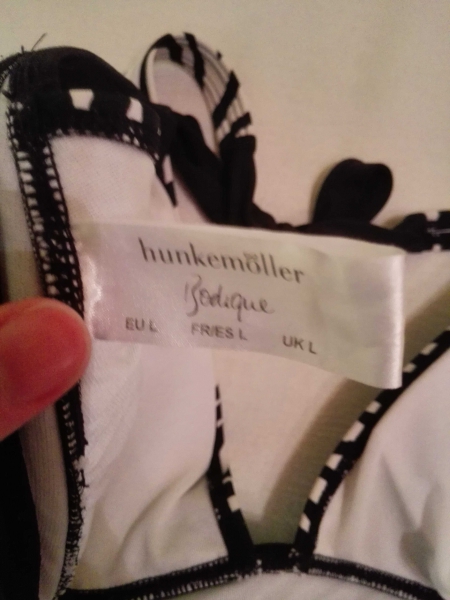 hunkemöller
Bodique
EU L FR/ES L UK L